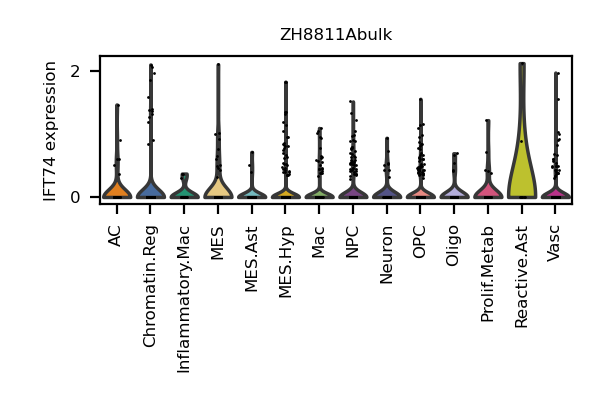 ZH8811Abulk
IFT74 expression
2
0
AC
Chromatin.Reg
Inflammatory.Mac
MES
MES.Ast
MES.Hyp
Mac
NPC
Neuron
OPC
Oligo
Prolif.Metab
Reactive.Ast
Vasc